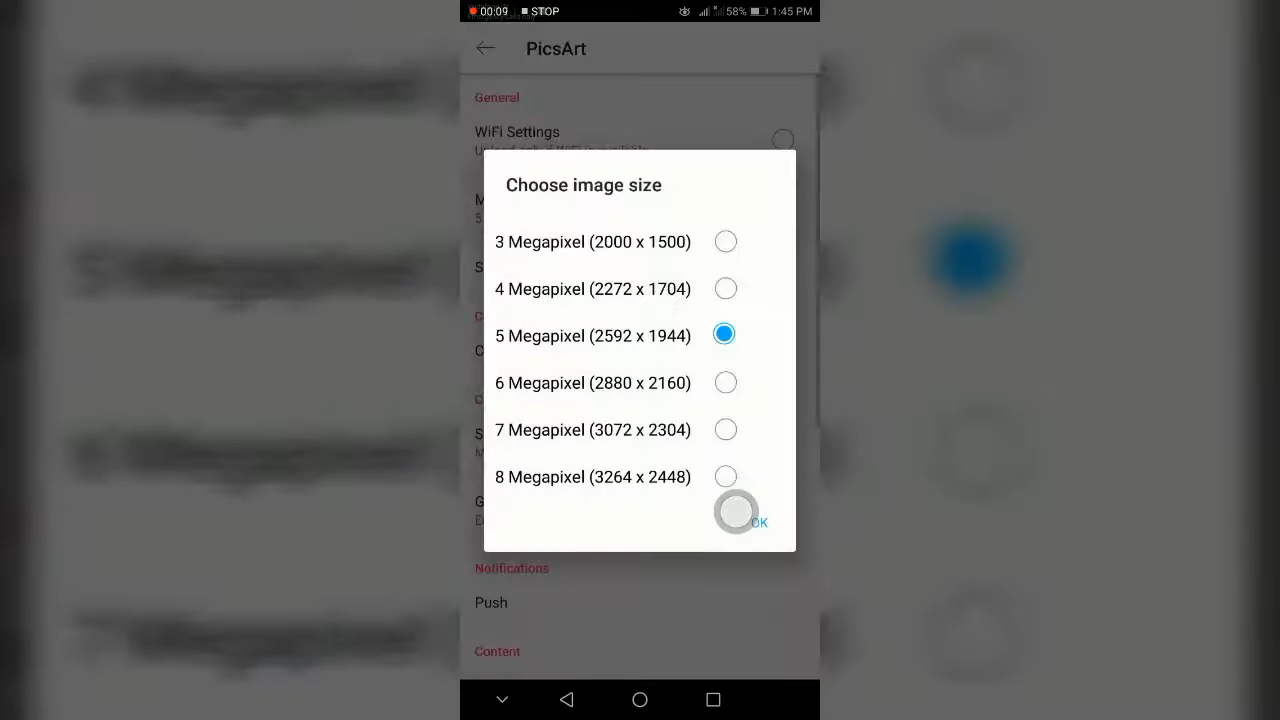 00:09 STOP 58% 1:45 PM
PicsArt
General
WiFi Settings
Choose image size
3 Megapixel (2000 x 1500)
4 Megapixel (2272 x 1704)
5 Megapixel (2592 x 1944)
6 Megapixel (2880 x 2160)
7 Megapixel (3072 x 2304)
8 Megapixel (3264 x 2448)
OK
Notifications
Push
Content